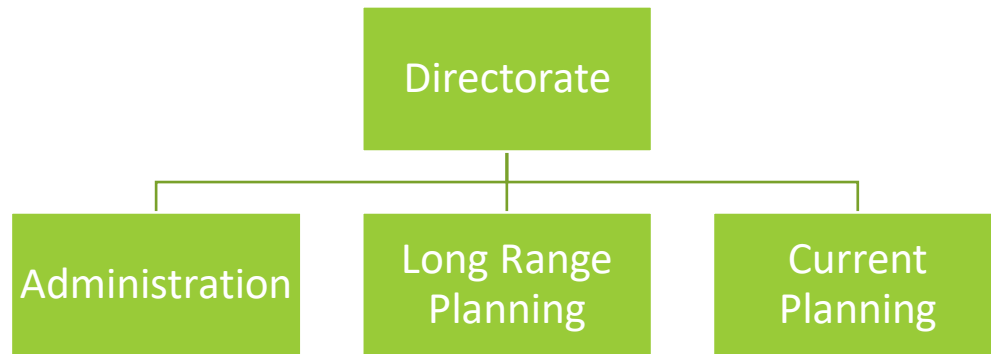 Directorate
Administration
Long Range
Planning
Current
Planning